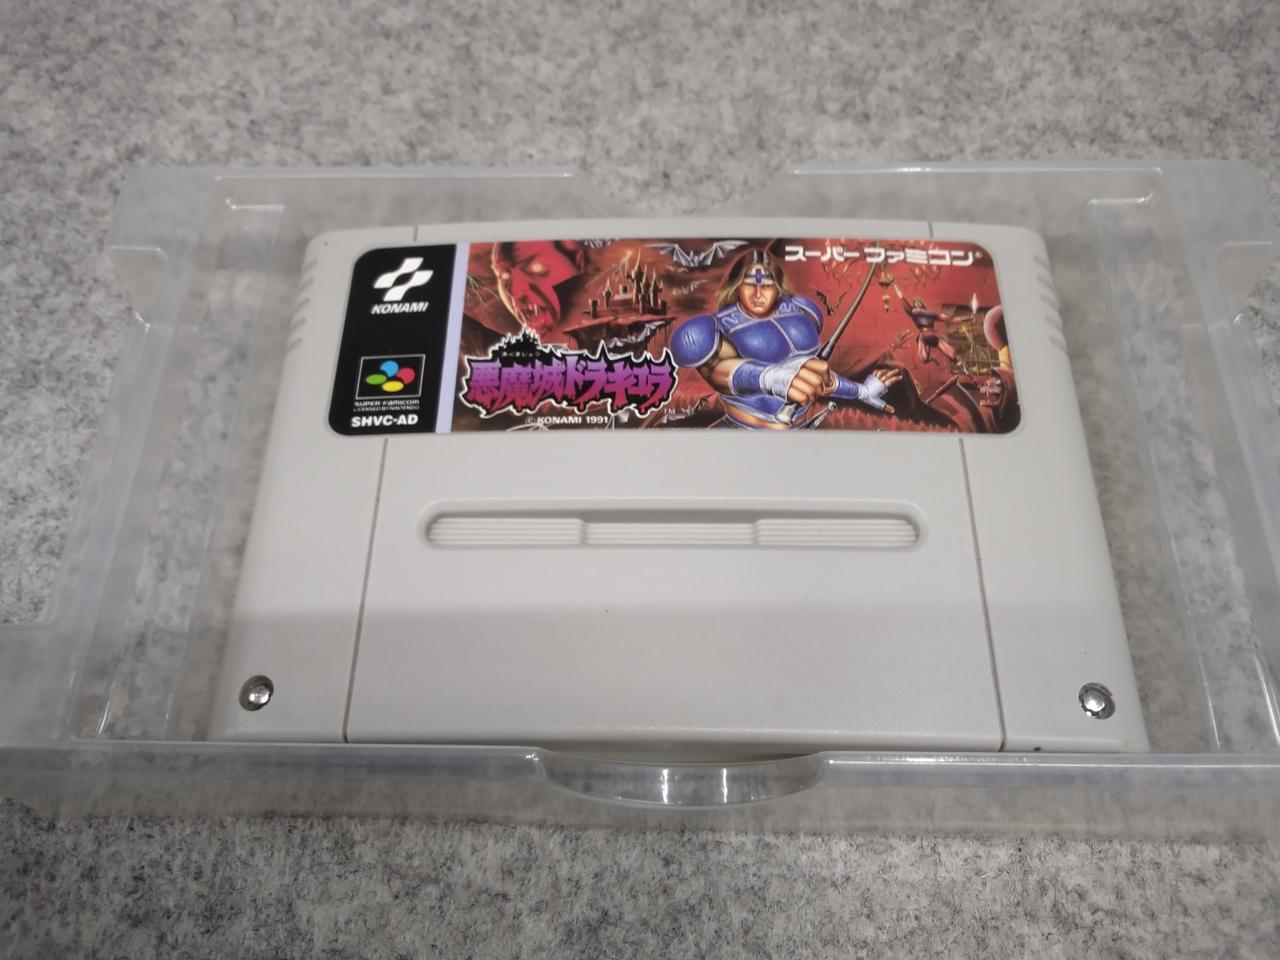 KONAMI
SUPER FAMICOM
LICENSED BY NINTENDO
SHVC-AD
スーパーファミコン®
あくまじょう
悪魔城ドラキュラ
TM
© KONAMI 1991